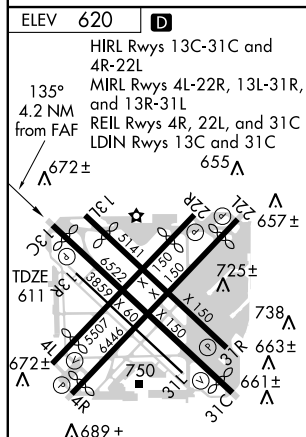 ELEV 620 D
HIRL Rwys 13C-31C and
4R-22L
MIRL Rwys 4L-22R, 13L-31R,
and 13R-31L
REIL Rwys 4R, 22L, and 31C
LDIN Rwys 13C and 31C
135°
4.2 NM
from FAF
672±
655
13L
22R
22L
657±
13C
P
V
P
5141
6522
X 150
X 150
725±
TDZE
611
13R
3859
X 60
X 150
X 150
738
5507
6446
31R
663±
4L
672±
V
P
4R
750
31L
P
V
31C
661±
689±